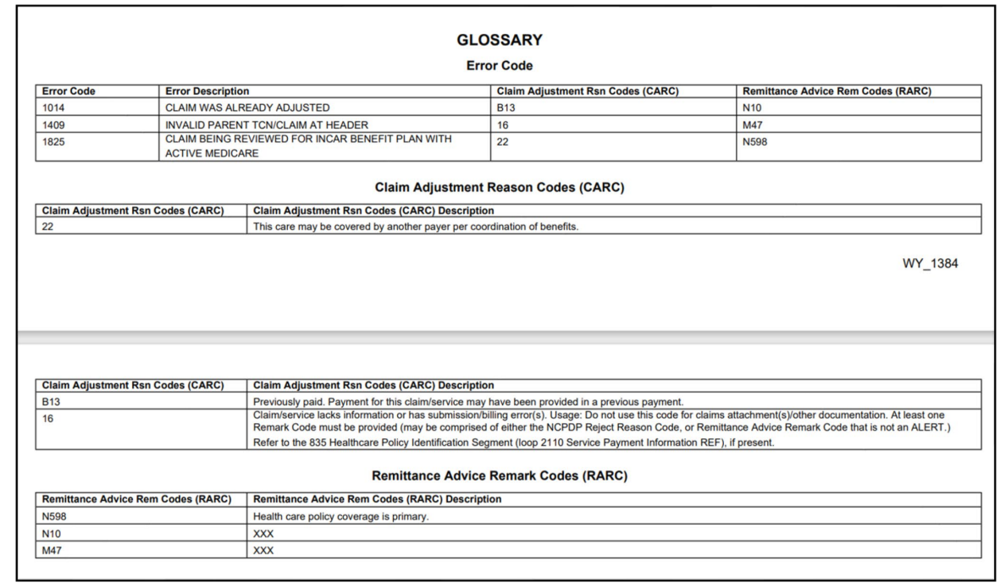 GLOSSARY
Error Code
Error Code Error Description Claim Adjustment Rsn Codes (CARC) Remittance Advice Rem Codes (RARC)
1014 CLAIM WAS ALREADY ADJUSTED B13 N10
1409 INVALID PARENT TCN/CLAIM AT HEADER 16 M47
1825 CLAIM BEING REVIEWED FOR INCAR BENEFIT PLAN WITH 22 N598
ACTIVE MEDICARE
Claim Adjustment Reason Codes (CARC)
Claim Adjustment Rsn Codes (CARC) Claim Adjustment Rsn Codes (CARC) Description
22 This care may be covered by another payer per coordination of benefits.
WY_1384
Claim Adjustment Rsn Codes (CARC) Claim Adjustment Rsn Codes (CARC) Description
B13 Previously paid. Payment for this claim/service may have been provided in a previous payment.
16 Claim/service lacks information or has submission/billing error(s). Usage: Do not use this code for claims attachment(s)/other documentation. At least one
Remark Code must be provided (may be comprised of either the NCPDP Reject Reason Code, or Remittance Advice Remark Code that is not an ALERT.)
Refer to the 835 Healthcare Policy Identification Segment (loop 2110 Service Payment Information REF), if present.
Remittance Advice Remark Codes (RARC)
Remittance Advice Rem Codes (RARC) Remittance Advice Rem Codes (RARC) Description
N598 Health care policy coverage is primary.
N10 XXX
M47 XXX